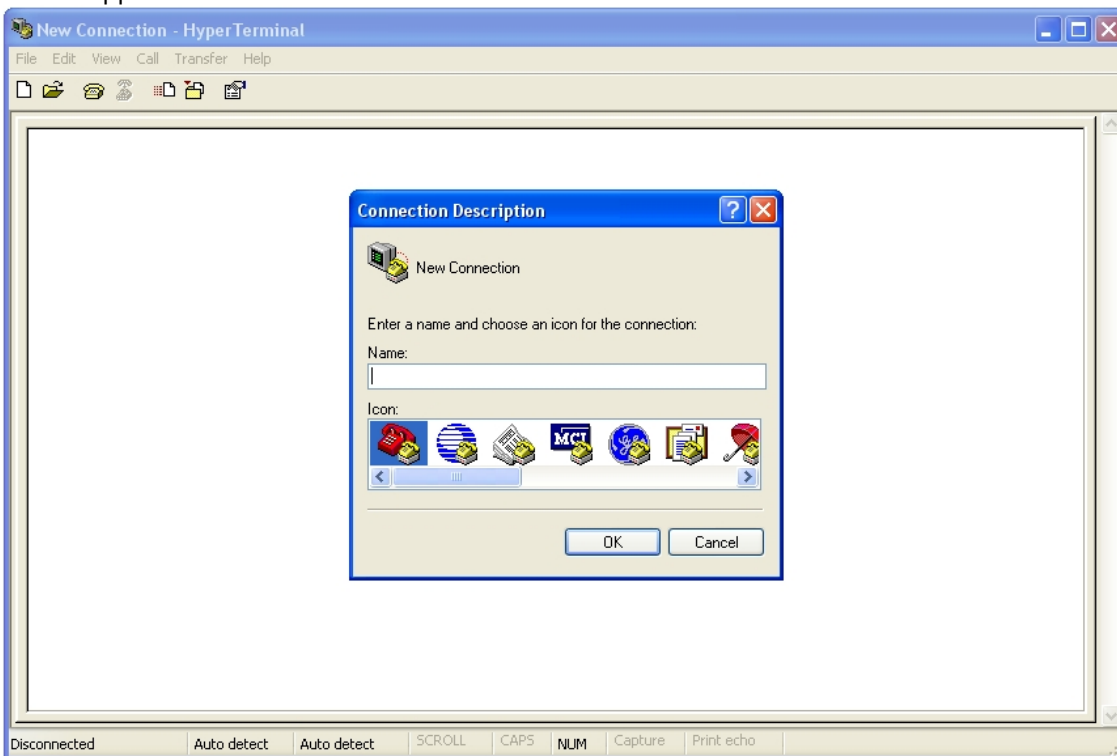 New Connection - HyperTerminal
File Edit View Call Transfer Help
Connection Description
New Connection
Enter a name and choose an icon for the connection:
Name:
Icon:
MCI
OK Cancel
Disconnected Auto detect Auto detect SCROLL CAPS NUM Capture Print echo